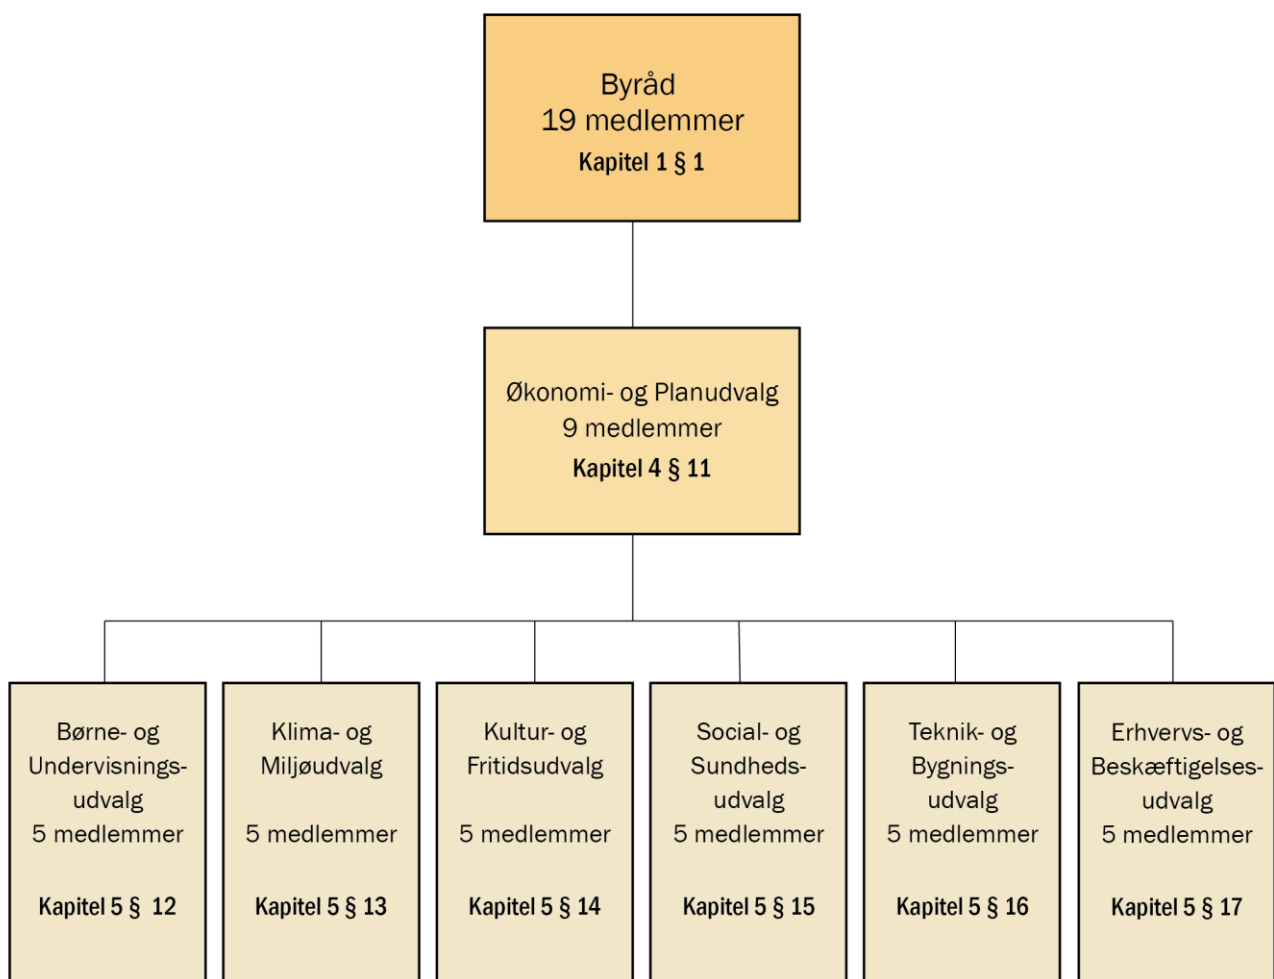 Byråd
19 medlemmer
Kapitel 1 § 1
Økonomi- og Planudvalg
9 medlemmer
Kapitel 4 § 11
Børne- og
Undervisnings-
udvalg
5 medlemmer
Kapitel 5 § 12
Klima- og
Miljøudvalg
5 medlemmer
Kapitel 5 § 13
Kultur- og
Fritidsudvalg
5 medlemmer
Kapitel 5 § 14
Social- og
Sundheds-
udvalg
5 medlemmer
Kapitel 5 § 15
Teknik- og
Bygnings-
udvalg
5 medlemmer
Kapitel 5 § 16
Erhvervs- og
Beskæftigelses-
udvalg
5 medlemmer
Kapitel 5 § 17